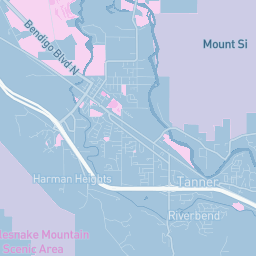 Bendigo Blvd N
Mount Si
Harman Heights
Tanner
Riverbend
lesnake Mountain
Scenic Area